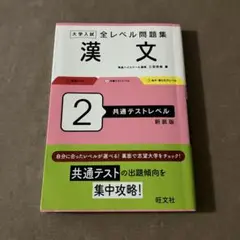 大学入試 全レベル問題集
漢文
2
共通テストレベル
新装版
自分に合ったレベルが選べる!裏面で志望大学をチェック!
共通テストの出題傾向を
集中攻略!
旺文社